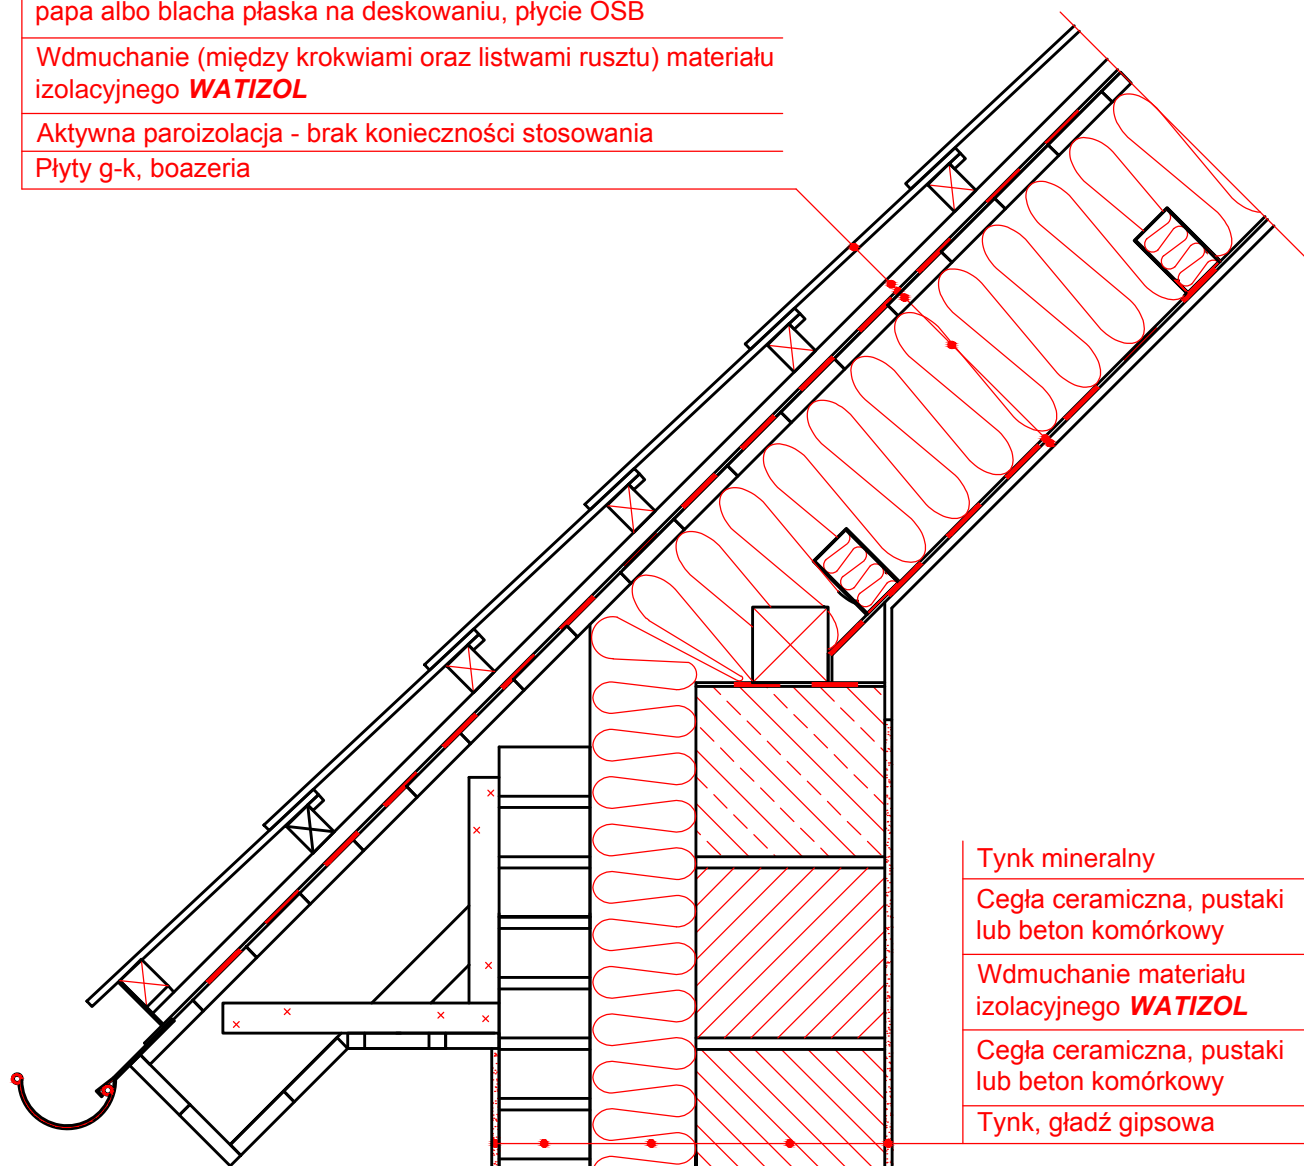 papa albo blacha płaska na deskowaniu, płycie OSB
Wdmuchanie (między krokwiami oraz listwami rusztu) materiału
izolacyjnego WATIZOL
Aktywna paroizolacja - brak konieczności stosowania
Płyty g-k, boazeria
Tynk mineralny
Cegła ceramiczna, pustaki
lub beton komórkowy
Wdmuchanie materiału
izolacyjnego WATIZOL
Cegła ceramiczna, pustaki
lub beton komórkowy
Tynk, gładź gipsowa